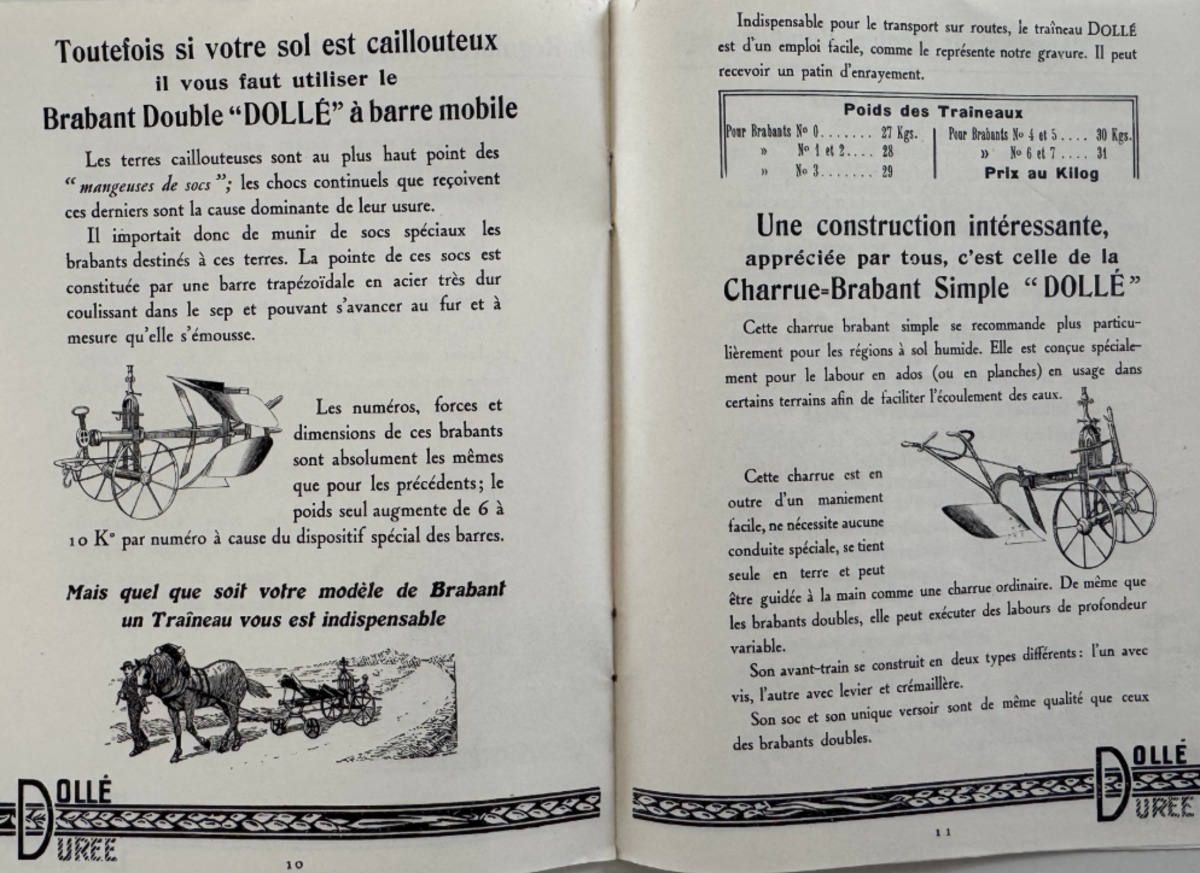 Toutefois si votre sol est caillouteux
il vous faut utiliser le
Brabant Double “DOLLÉ” à barre mobile
Les terres caillouteuses sont au plus haut point des
“ mangeuses de socs ”; les chocs continuels que reçoivent
ces derniers sont la cause dominante de leur usure.
Il importait donc de munir de socs spéciaux les
brabants destinés à ces terres. La pointe de ces socs est
constituée par une barre trapézoïdale en acier très dur
coulissant dans le sep et pouvant s'avancer au fur et à
mesure qu'elle s'émousse.
Les numéros, forces et
dimensions de ces brabants
sont absolument les mêmes
que pour les précédents; le
poids seul augmente de 6 à
10 K° par numéro à cause du dispositif spécial des barres.
Mais quel que soit votre modèle de Brabant
un Traîneau vous est indispensable
DOLLÉ
DURÉE
10
Indispensable pour le transport sur routes, le traîneau DOLLÉ
est d'un emploi facile, comme le représente notre gravure. Il peut
recevoir un patin d'enrayement.
Poids des Traineaux
Pour Brabants Nº 0....... 27 Kgs.
» Nº 1 et 2.... 28
» Nº 3....... 29
Pour Brabants Nº 4 et 5.... 30 Kgs.
» Nº 6 et 7.... 31
Prix au Kilog
Une construction intéressante,
appréciée par tous, c'est celle de la
Charrue=Brabant Simple “ DOLLÉ ”
Cette charrue brabant simple se recommande plus particu-
lièrement pour les régions à sol humide. Elle est conçue spéciale-
ment pour le labour en ados (ou en planches) en usage dans
certains terrains afin de faciliter l'écoulement des eaux.
Cette charrue est en
outre d'un maniement
facile, ne nécessite aucune
conduite spéciale, se tient
seule en terre et peut
être guidée à la main comme une charrue ordinaire. De même que
les brabants doubles, elle peut exécuter des labours de profondeur
variable.
Son avant-train se construit en deux types différents : l'un avec
vis, l'autre avec levier et crémaillère.
Son soc et son unique versoir sont de même qualité que ceux
des brabants doubles.
DOLLÉ
DURÉE
11